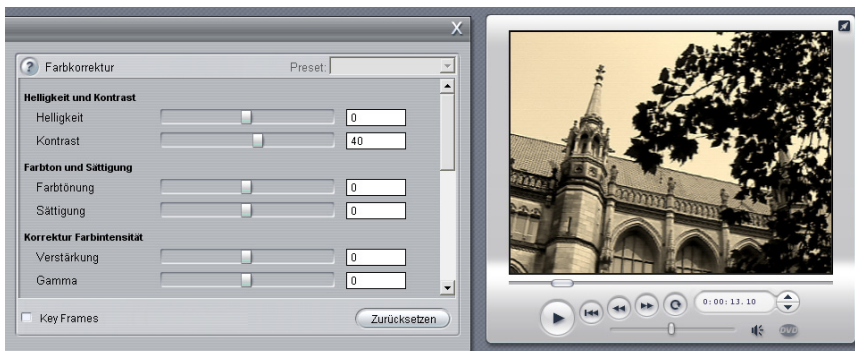 X
? Farbkorrektur Preset:
Helligkeit und Kontrast
Helligkeit 0
Kontrast 40
Farbton und Sättigung
Farbtönung 0
Sättigung 0
Korrektur Farbintensität
Verstärkung 0
Gamma 0
Key Frames Zurücksetzen
0:00:13.10
DVD